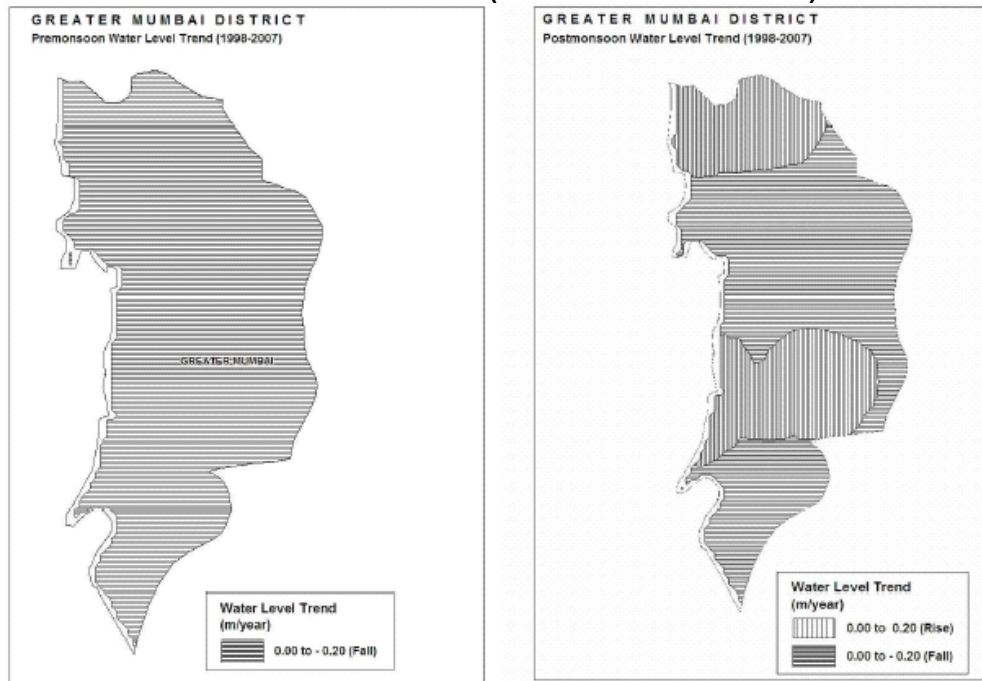 GREATER MUMBAI DISTRICT
Premonsoon Water Level Trend (1998-2007)
GREATER MUMBAI
Water Level Trend
(m/year)
0.00 to - 0.20 (Fall)
GREATER MUMBAI DISTRICT
Postmonsoon Water Level Trend (1998-2007)
Water Level Trend
(m/year)
0.00 to 0.20 (Rise)
0.00 to - 0.20 (Fall)